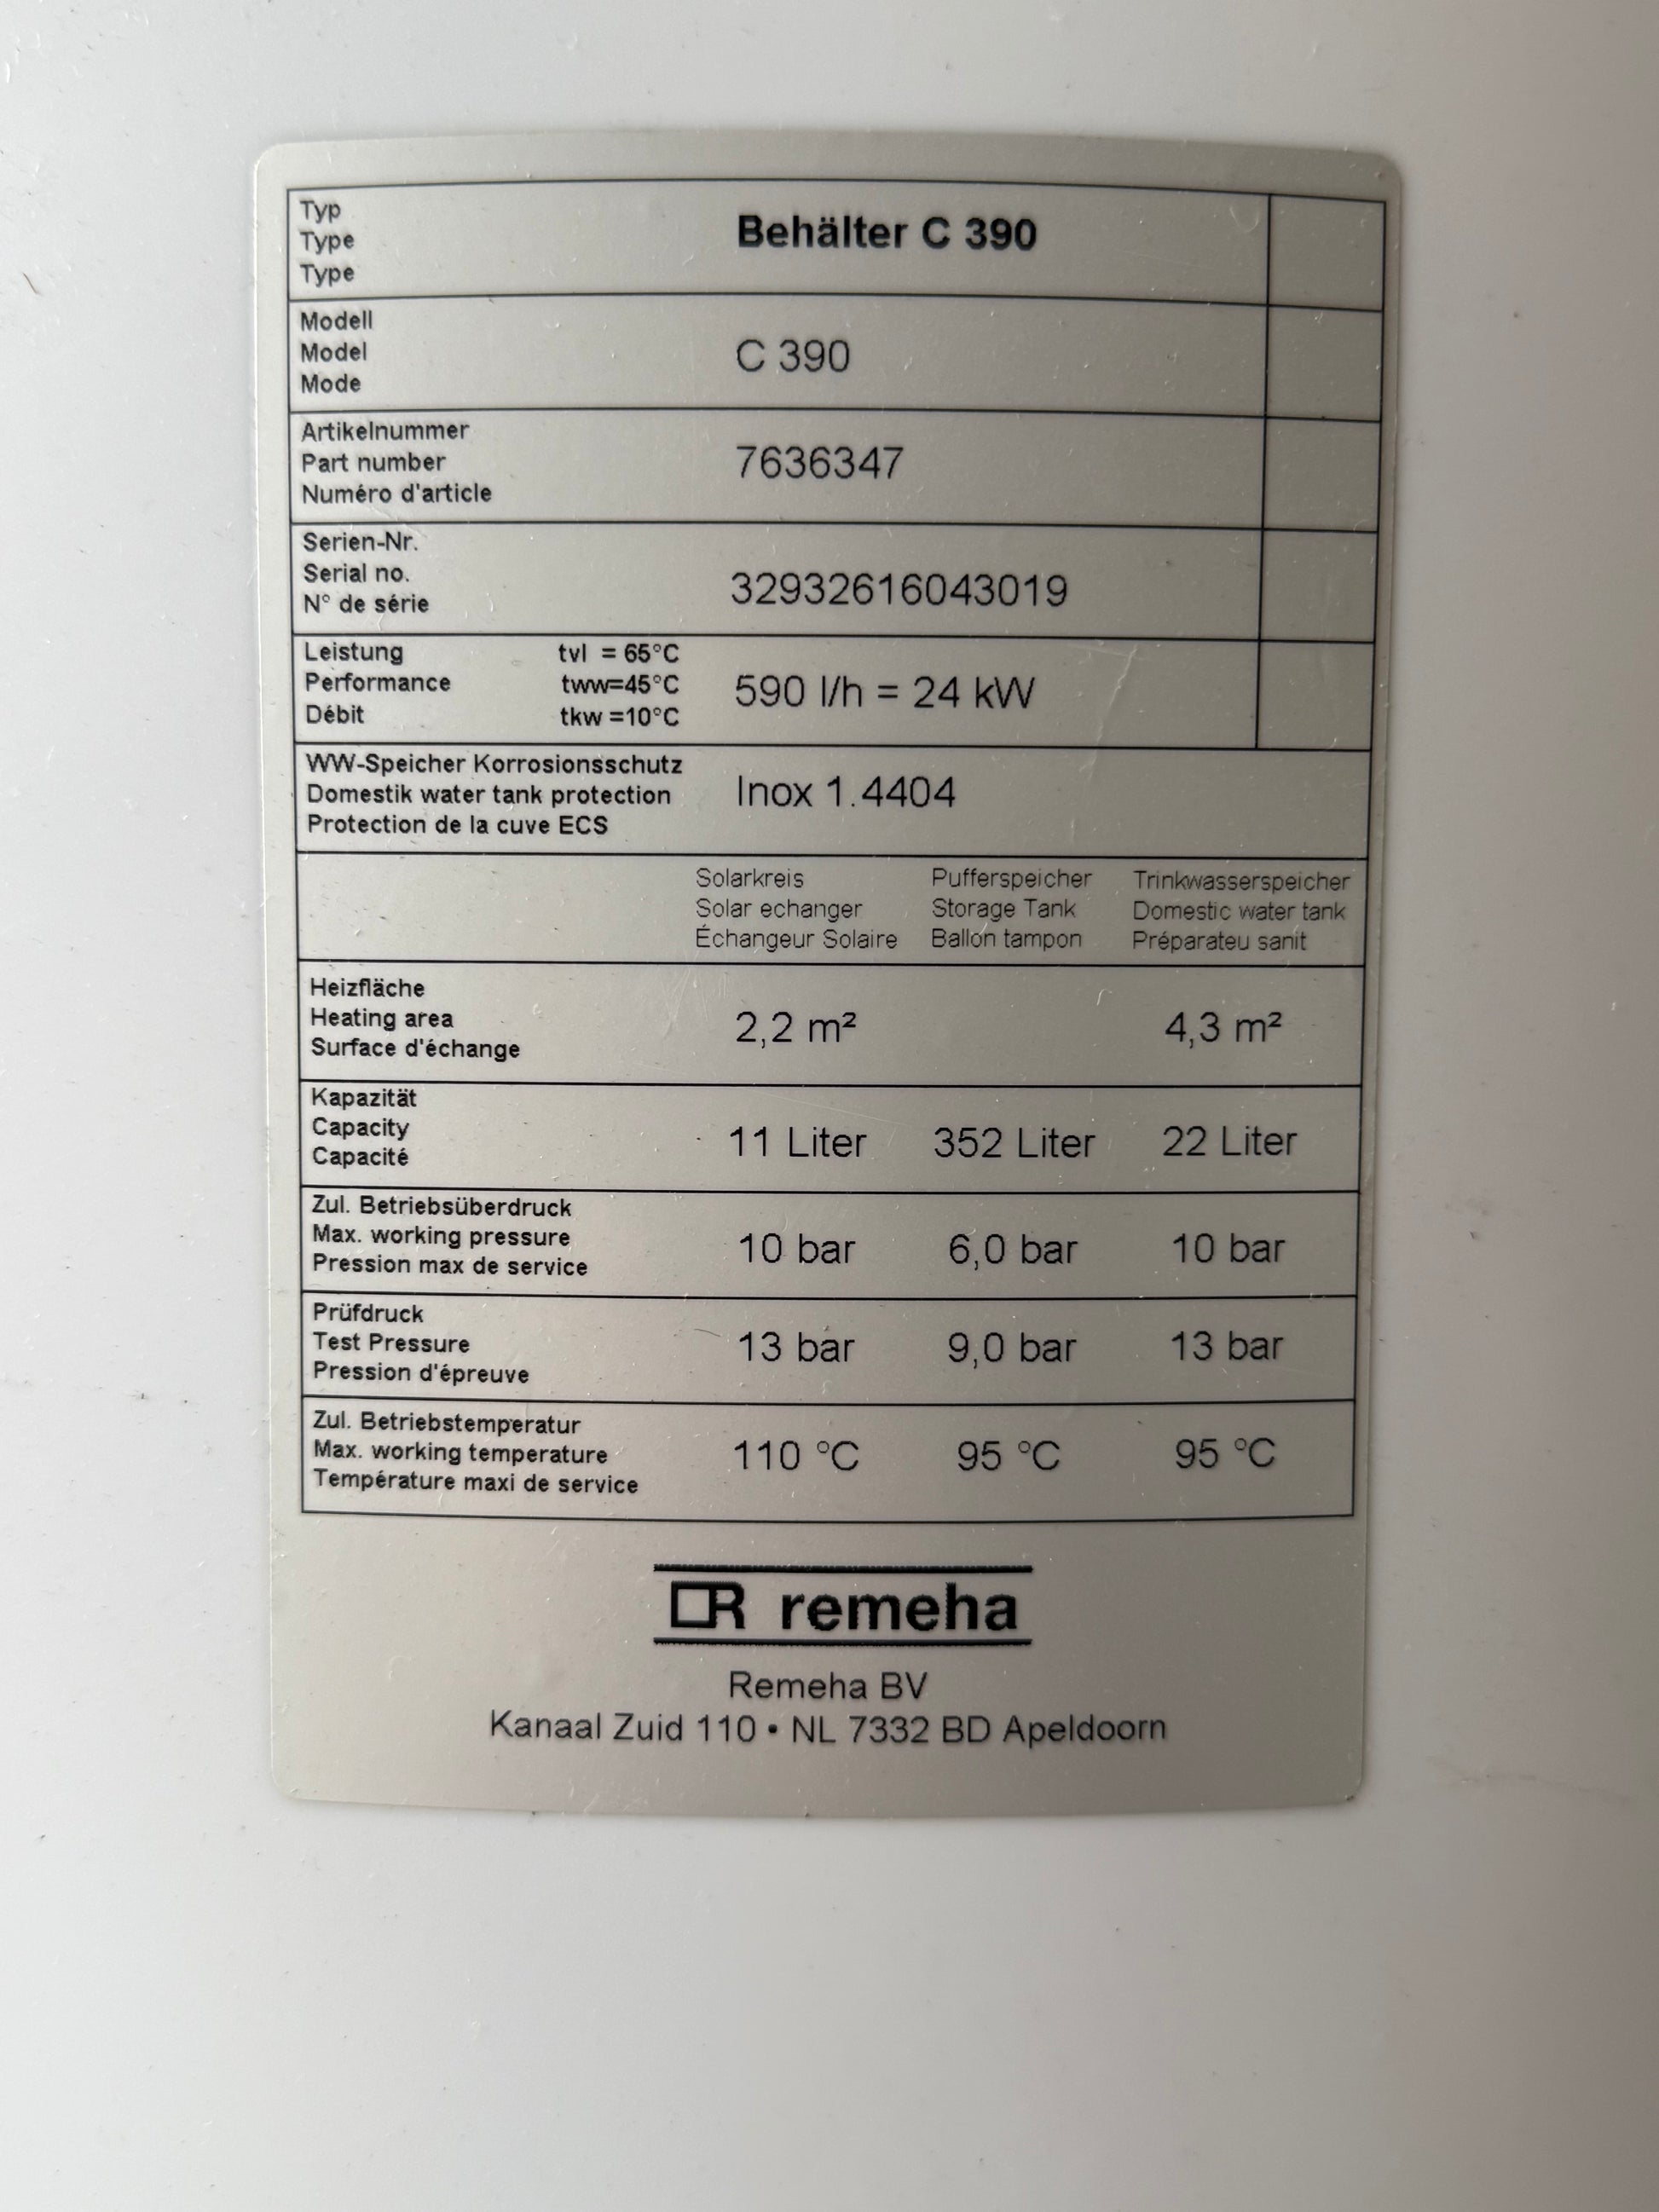 Typ
Type
Type
Behälter C 390
Modell
Model
Mode
C 390
Artikelnummer
Part number
Numéro d'article
7636347
Serien-Nr.
Serial no.
N° de série
32932616043019
Leistung tvl = 65°C
Performance tww=45°C
Débit tkw =10°C
590 l/h = 24 kW
WW-Speicher Korrosionsschutz
Domestik water tank protection
Protection de la cuve ECS
Inox 1.4404
Solarkreis
Solar echanger
Échangeur Solaire
Pufferspeicher
Storage Tank
Ballon tampon
Trinkwasserspeicher
Domestic water tank
Préparateu sanit
Heizfläche
Heating area
Surface d'échange
2,2 m² 4,3 m²
Kapazität
Capacity
Capacité
11 Liter 352 Liter 22 Liter
Zul. Betriebsüberdruck
Max. working pressure
Pression max de service
10 bar 6,0 bar 10 bar
Prüfdruck
Test Pressure
Pression d'épreuve
13 bar 9,0 bar 13 bar
Zul. Betriebstemperatur
Max. working temperature
Température maxi de service
110 °C 95 °C 95 °C
remeha
Remeha BV
Kanaal Zuid 110 • NL 7332 BD Apeldoorn